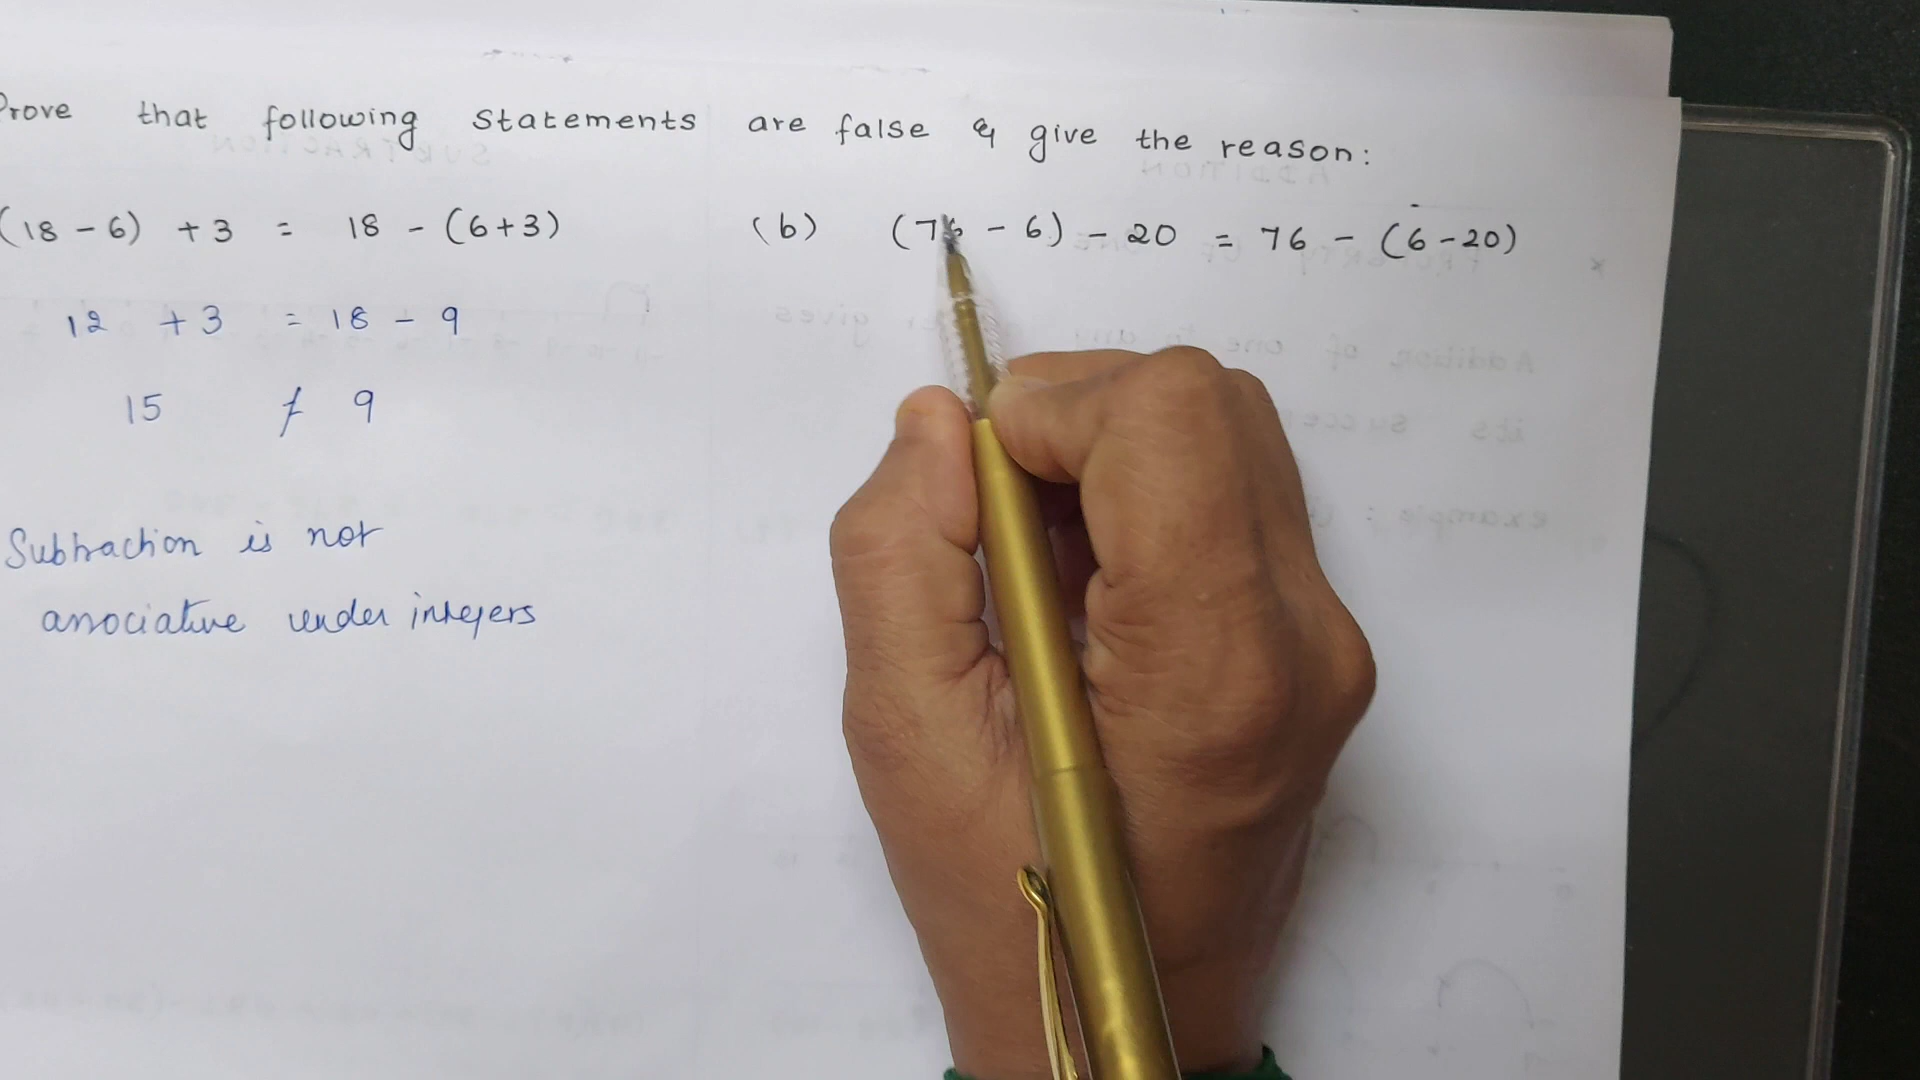 Prove that following statements are false & give the reason:
(18 - 6) + 3 = 18 - (6+3)
12 + 3 = 18 - 9
15 ≠ 9
Subtraction is not
associative under integers
(b) (76 - 6) - 20 = 76 - (6-20)